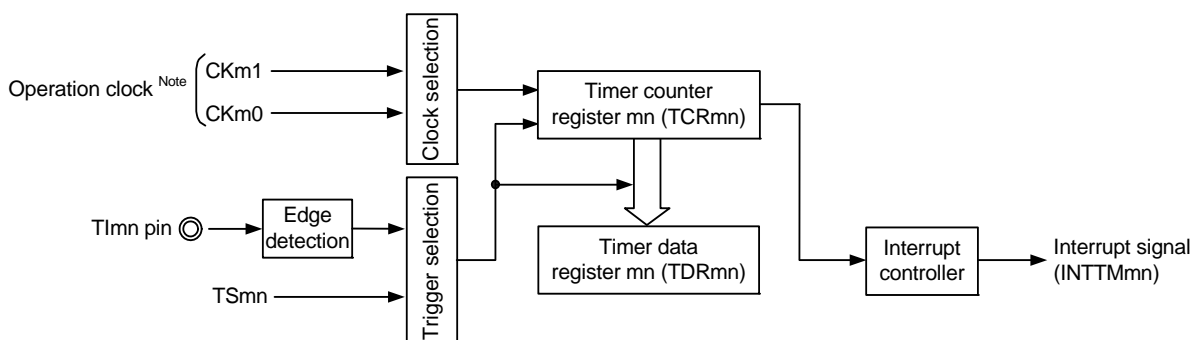 Operation clock Note
CKm1
CKm0
Clock selection
Timer counter
register mn (TCRmn)
TImn pin
Edge
detection
TSmn
Trigger selection
Timer data
register mn (TDRmn)
Interrupt
controller
Interrupt signal
(INTTMmn)